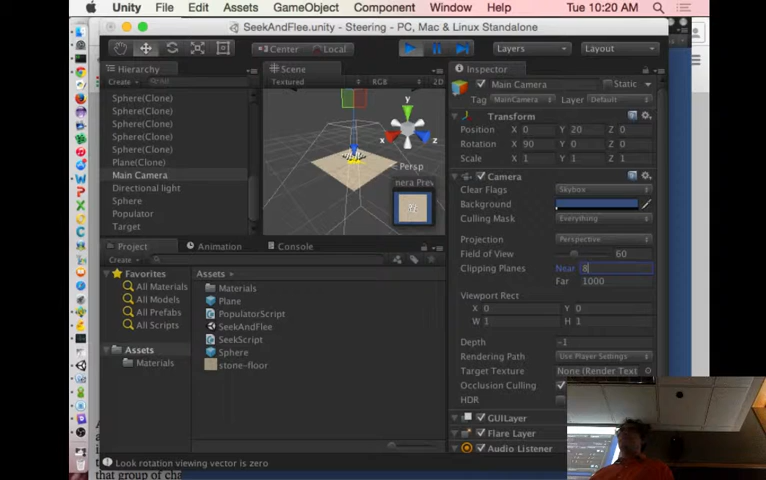 Unity File Edit Assets GameObject Component Window Help Tue 10:20 AM
SeekAndFlee.unity - Steering - PC, Mac & Linux Standalone
Center Local Layers Layout
Hierarchy
Create
Sphere(Clone)
Sphere(Clone)
Sphere(Clone)
Sphere(Clone)
Sphere(Clone)
Plane(Clone)
Main Camera
Directional light
Sphere
Populator
Target
Scene
Textured RGB 2D
y
x
z
Persp
nera Prev
Inspector
Main Camera Static
Tag MainCamera Layer Default
Transform
Position X 0 Y 20 Z 0
Rotation X 90 Y 0 Z 0
Scale X 1 Y 1 Z 1
Camera
Clear Flags Skybox
Background
Culling Mask Everything
Projection Perspective
Field of View 60
Clipping Planes Near 8
Far 1000
Viewport Rect
X 0 Y 0
W 1 H 1
Depth -1
Rendering Path Use Player Settings
Target Texture None (Render Text
Occlusion Culling
HDR
GUILayer
Flare Layer
Audio Listener
Project Animation Console
Create
Favorites
All Materials
All Models
All Prefabs
All Scripts
Assets
Materials
Assets
Materials
Plane
PopulatorScript
SeekAndFlee
SeekScript
Sphere
stone-floor
Look rotation viewing vector is zero
that group of cha